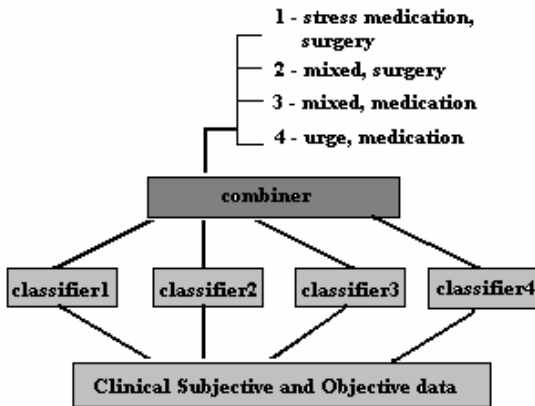 1 - stress medication,
surgery
2 - mixed, surgery
3 - mixed, medication
4 - urge, medication
combiner
classifier1 classifier2 classifier3 classifier4
Clinical Subjective and Objective data